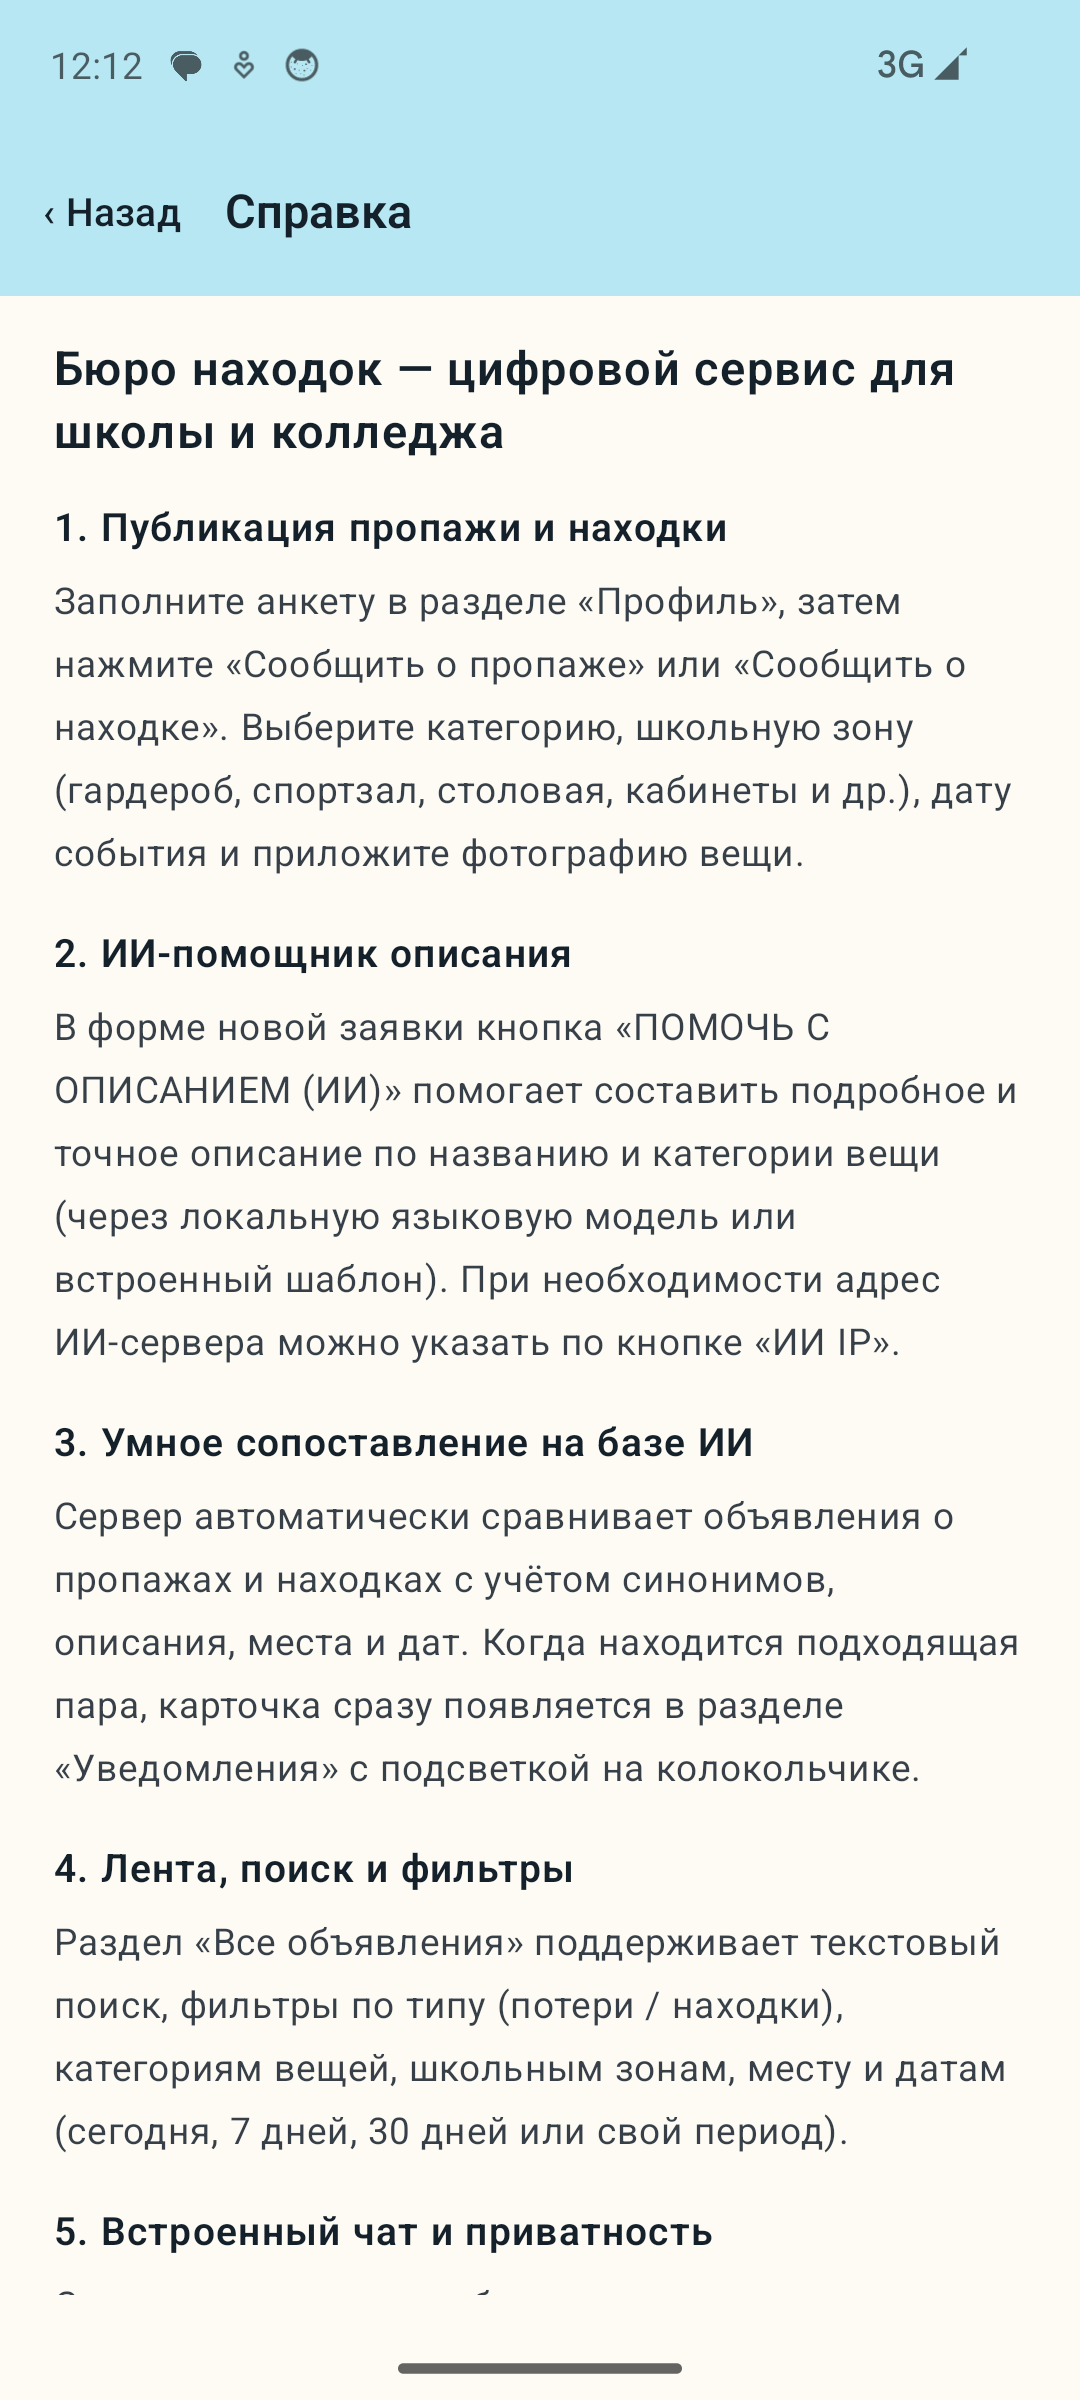 12:12
3G
‹ Назад Справка
Бюро находок — цифровой сервис для
школы и колледжа
1. Публикация пропажи и находки
Заполните анкету в разделе «Профиль», затем
нажмите «Сообщить о пропаже» или «Сообщить о
находке». Выберите категорию, школьную зону
(гардероб, спортзал, столовая, кабинеты и др.), дату
события и приложите фотографию вещи.
2. ИИ-помощник описания
В форме новой заявки кнопка «ПОМОЧЬ С
ОПИСАНИЕМ (ИИ)» помогает составить подробное и
точное описание по названию и категории вещи
(через локальную языковую модель или
встроенный шаблон). При необходимости адрес
ИИ-сервера можно указать по кнопке «ИИ IP».
3. Умное сопоставление на базе ИИ
Сервер автоматически сравнивает объявления о
пропажах и находках с учётом синонимов,
описания, места и дат. Когда находится подходящая
пара, карточка сразу появляется в разделе
«Уведомления» с подсветкой на колокольчике.
4. Лента, поиск и фильтры
Раздел «Все объявления» поддерживает текстовый
поиск, фильтры по типу (потери / находки),
категориям вещей, школьным зонам, месту и датам
(сегодня, 7 дней, 30 дней или свой период).
5. Встроенный чат и приватность